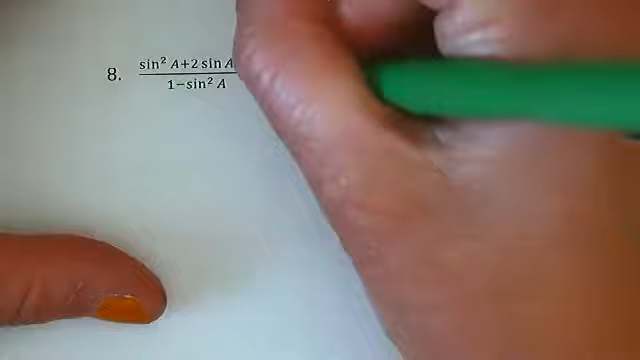 8. sin² A+2 sin A
1−sin² A